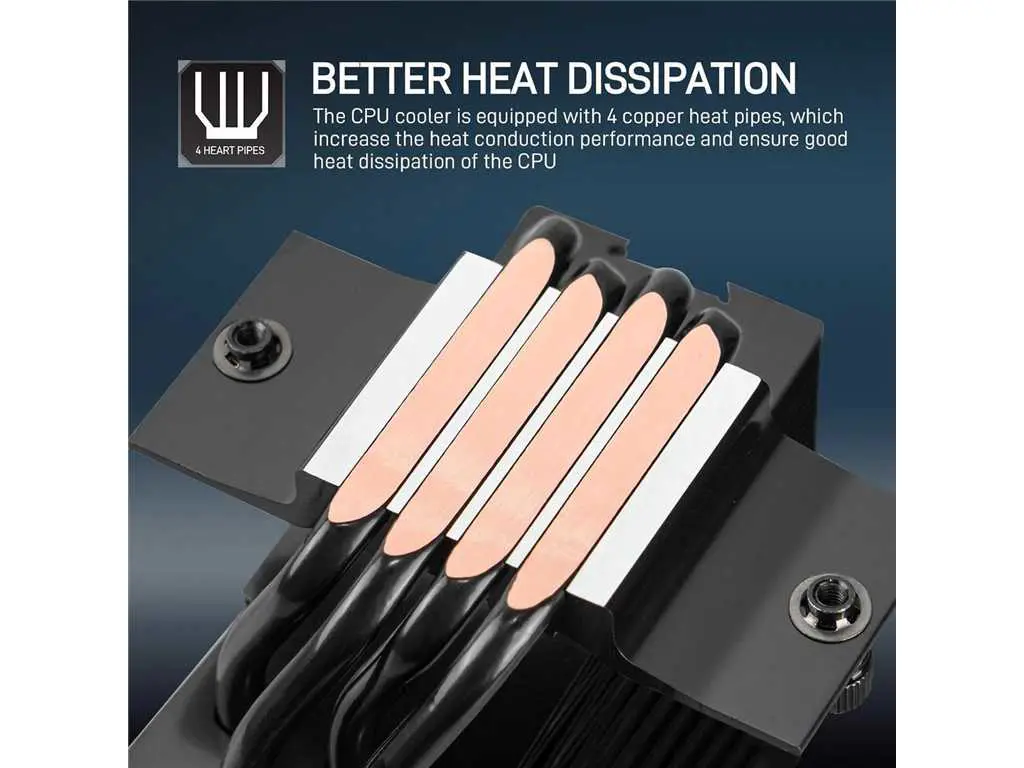 BETTER HEAT DISSIPATION
The CPU cooler is equipped with 4 copper heat pipes, which
increase the heat conduction performance and ensure good
heat dissipation of the CPU
4 HEART PIPES